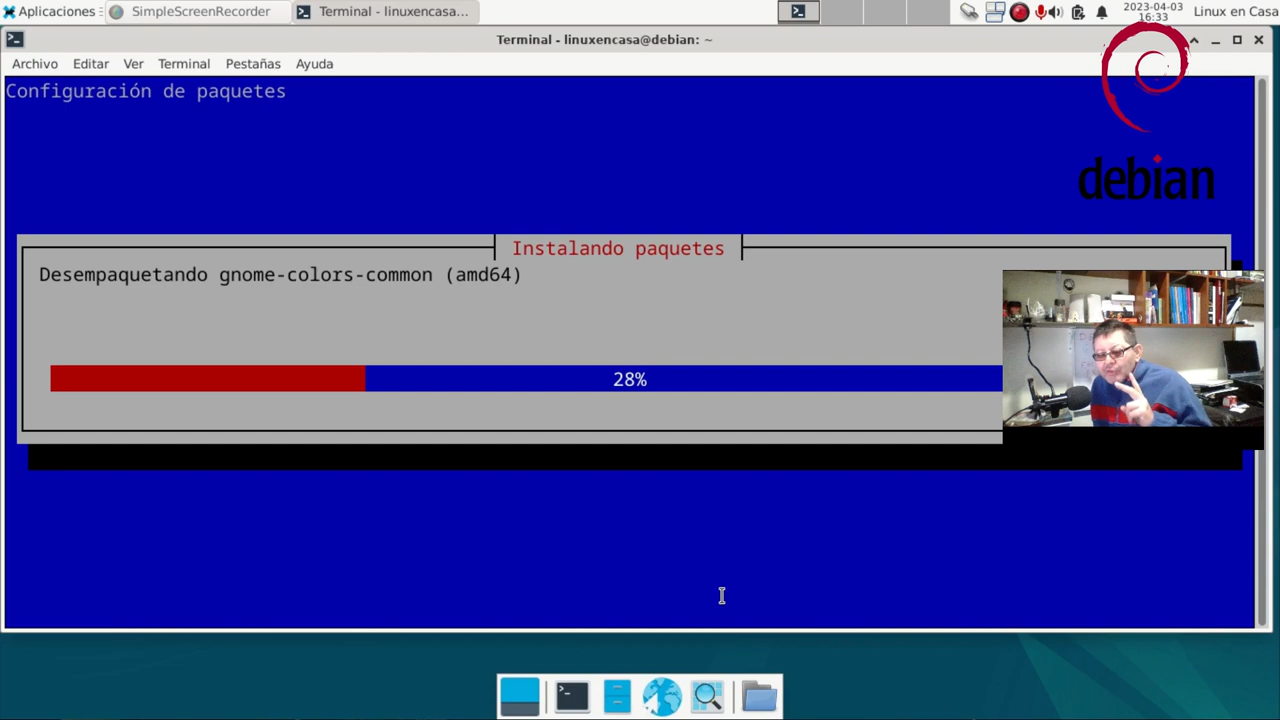 Aplicaciones
SimpleScreenRecorder
Terminal - linuxencasa...
2023-04-03
16:33
Linux en Casa
Terminal - linuxencasa@debian: ~
Archivo Editar Ver Terminal Pestañas Ayuda
Configuración de paquetes
debian
Instalando paquetes
Desempaquetando gnome-colors-common (amd64)
28%